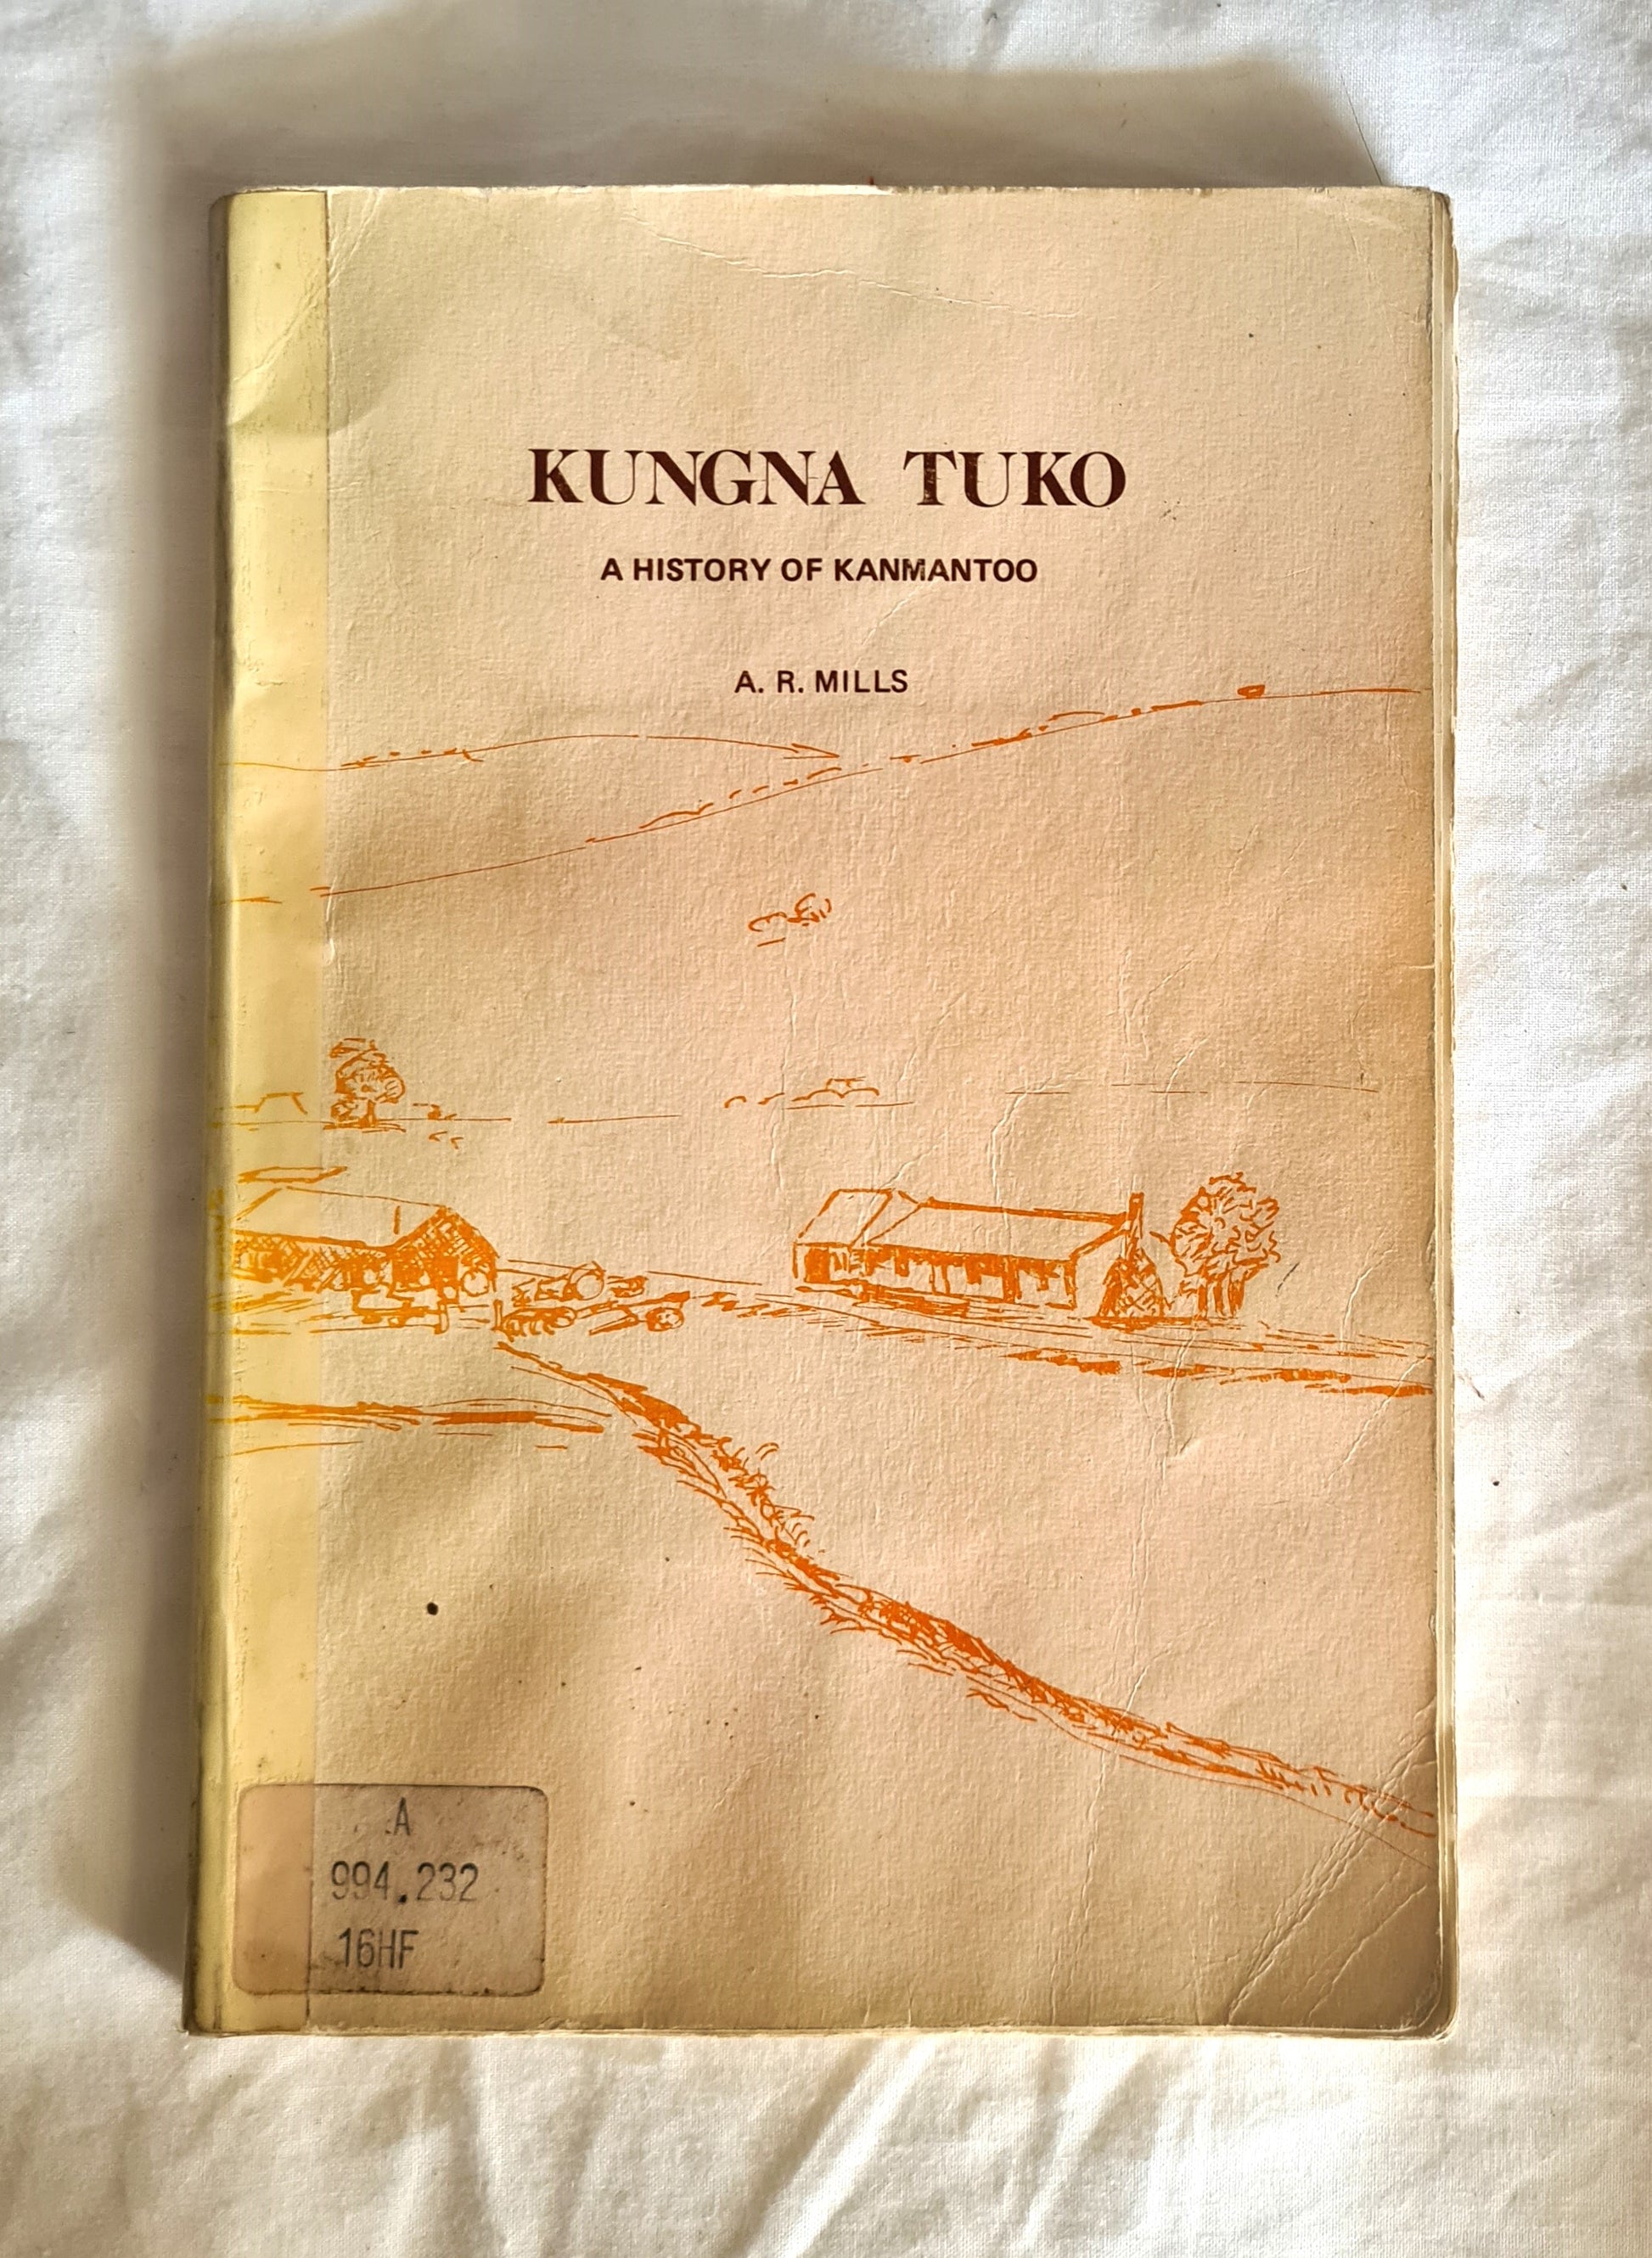 KUNGNA TUKO
A HISTORY OF KANMANTOO
A. R. MILLS
A
994.232
16HF